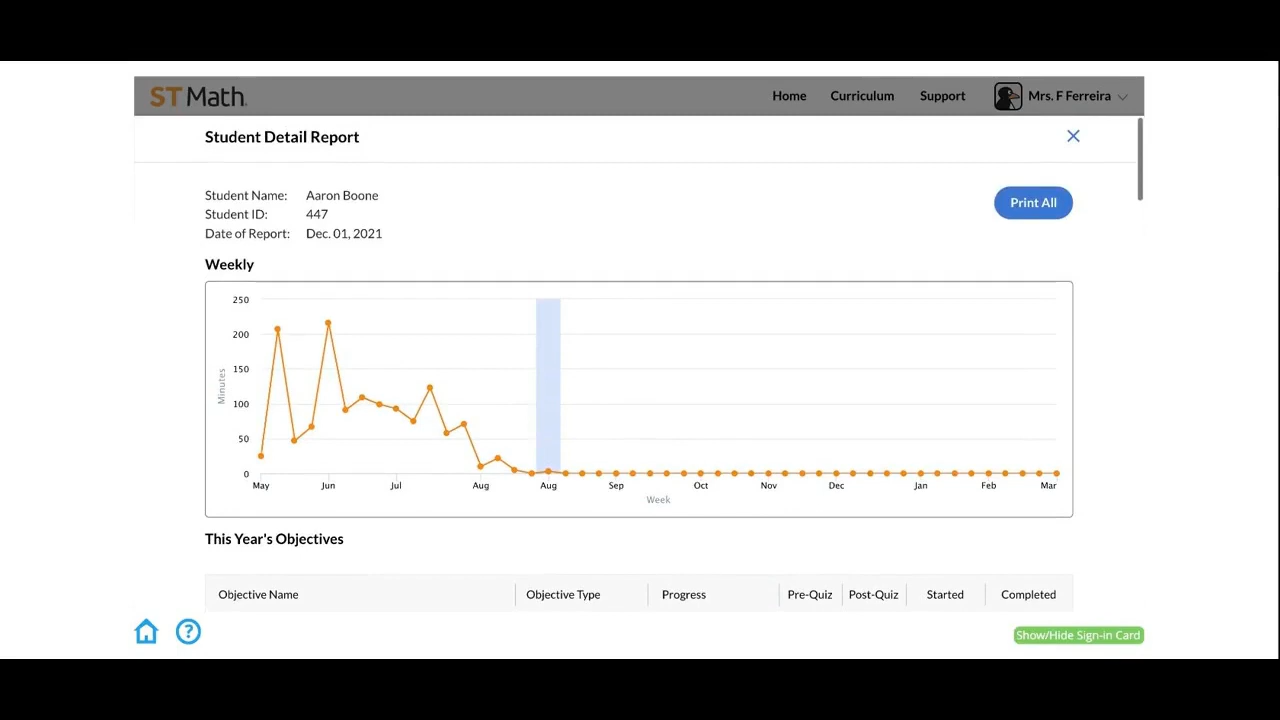 ST Math. Home Curriculum Support Mrs. F Ferreira
Student Detail Report
Student Name: Aaron Boone
Student ID: 447
Date of Report: Dec. 01, 2021
Print All
Weekly
250
200
150
100
50
0
Minutes
May Jun Jul Aug Aug Sep Oct Nov Dec Jan Feb Mar
Week
This Year's Objectives
Objective Name Objective Type Progress Pre-Quiz Post-Quiz Started Completed
?
Show/Hide Sign-in Card